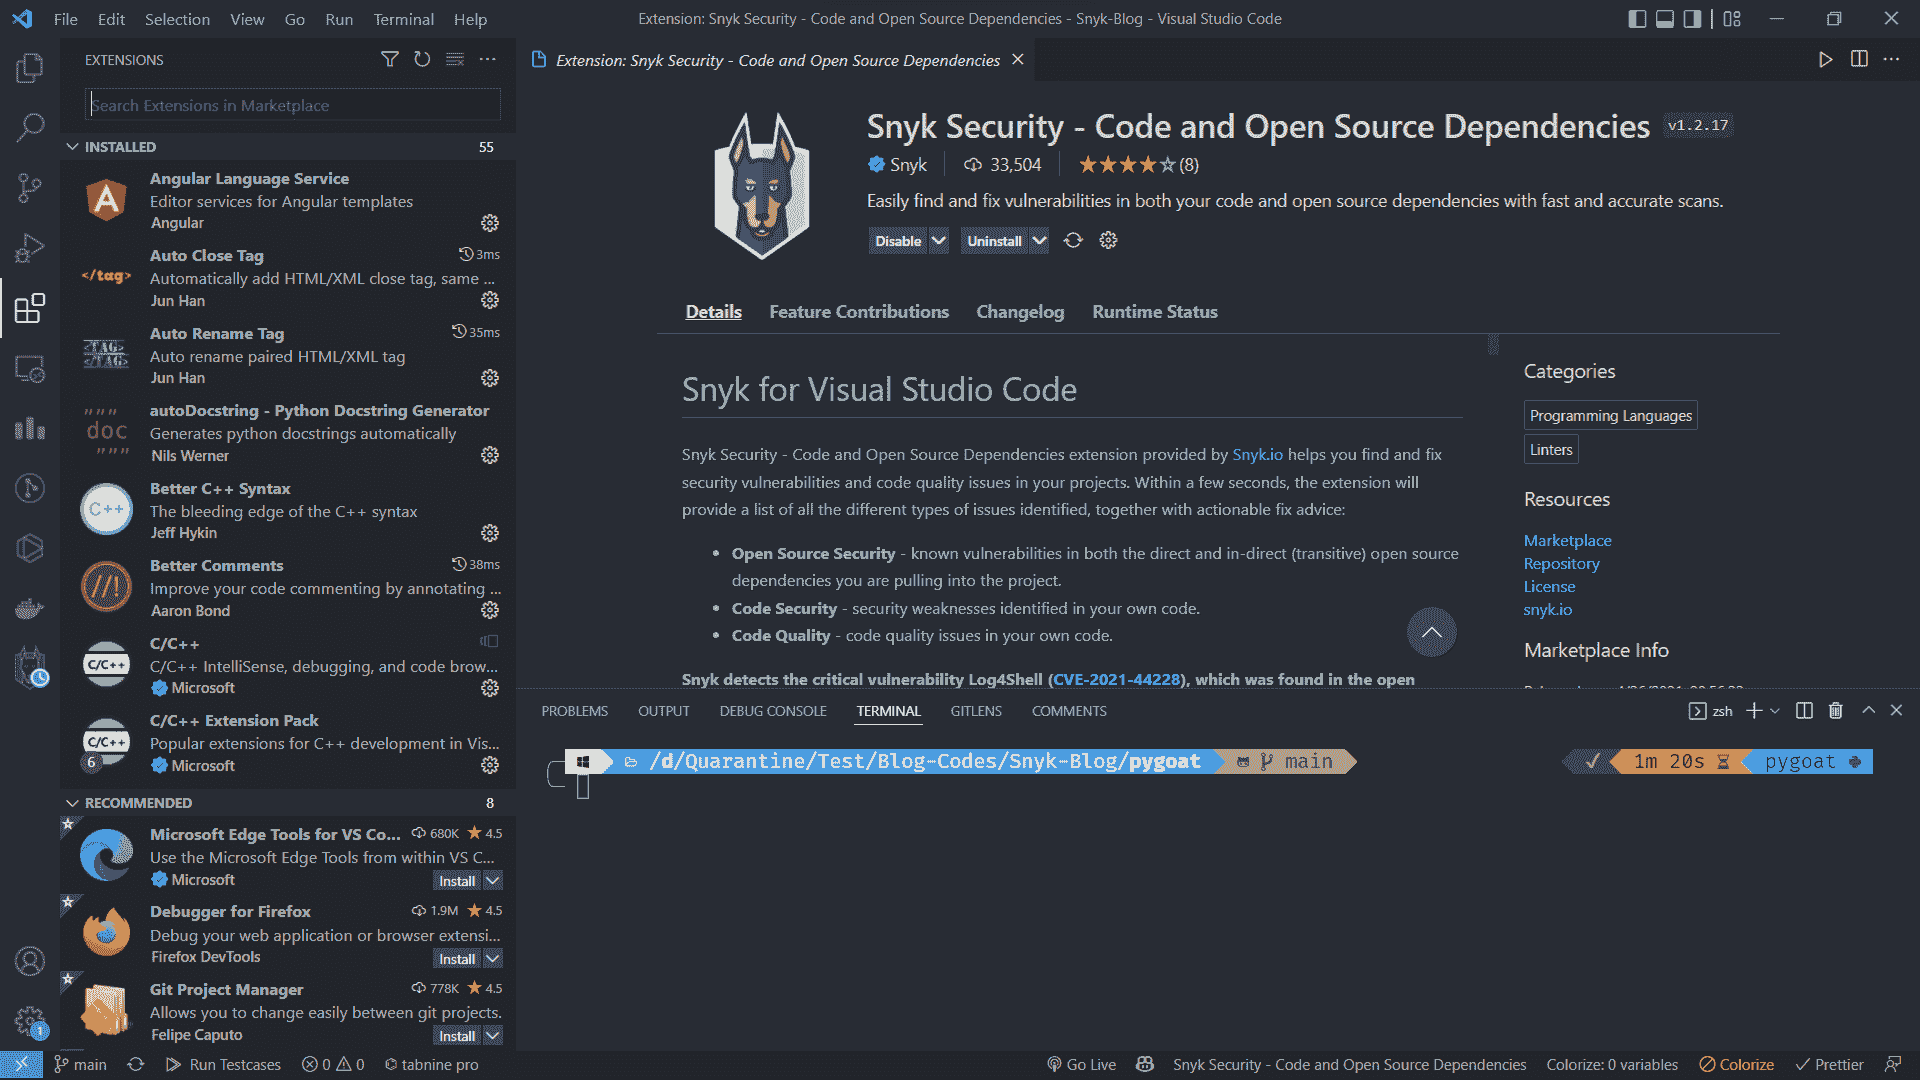 File Edit Selection View Go Run Terminal Help
Extension: Snyk Security - Code and Open Source Dependencies - Snyk-Blog - Visual Studio Code
EXTENSIONS
Search Extensions in Marketplace
INSTALLED 55
Angular Language Service
Editor services for Angular templates
Angular
Auto Close Tag 3ms
</tag>
Automatically add HTML/XML close tag, same ...
Jun Han
Auto Rename Tag 35ms
<TAG>
</TAG>
Auto rename paired HTML/XML tag
Jun Han
autoDocstring - Python Docstring Generator
"""
doc
"""
Generates python docstrings automatically
Nils Werner
Better C++ Syntax
C++
The bleeding edge of the C++ syntax
Jeff Hykin
Better Comments 38ms
//!
Improve your code commenting by annotating ...
Aaron Bond
C/C++
C/C++
C/C++ IntelliSense, debugging, and code brow...
Microsoft
C/C++ Extension Pack
C/C++
6
Popular extensions for C++ development in Vis...
Microsoft
RECOMMENDED 8
Microsoft Edge Tools for VS Co... 680K 4.5
Use the Microsoft Edge Tools from within VS C...
Microsoft Install
Debugger for Firefox 1.9M 4.5
Debug your web application or browser extensi...
Firefox DevTools Install
Git Project Manager 778K 4.5
Allows you to change easily between git projects.
Felipe Caputo Install
1
Extension: Snyk Security - Code and Open Source Dependencies
Snyk Security - Code and Open Source Dependencies v1.2.17
Snyk 33,504 (8)
Easily find and fix vulnerabilities in both your code and open source dependencies with fast and accurate scans.
Disable Uninstall
Details Feature Contributions Changelog Runtime Status
Snyk for Visual Studio Code
Snyk Security - Code and Open Source Dependencies extension provided by Snyk.io helps you find and fix
security vulnerabilities and code quality issues in your projects. Within a few seconds, the extension will
provide a list of all the different types of issues identified, together with actionable fix advice:
• Open Source Security - known vulnerabilities in both the direct and in-direct (transitive) open source
dependencies you are pulling into the project.
• Code Security - security weaknesses identified in your own code.
• Code Quality - code quality issues in your own code.
Snyk detects the critical vulnerability Log4Shell (CVE-2021-44228), which was found in the open
Categories
Programming Languages
Linters
Resources
Marketplace
Repository
License
snyk.io
Marketplace Info
PROBLEMS OUTPUT DEBUG CONSOLE TERMINAL GITLENS COMMENTS
zsh
/d/Quarantine/Test/Blog-Codes/Snyk-Blog/pygoat main
1m 20s pygoat
main Run Testcases 0 0 tabnine pro
Go Live Snyk Security - Code and Open Source Dependencies Colorize: 0 variables Colorize Prettier